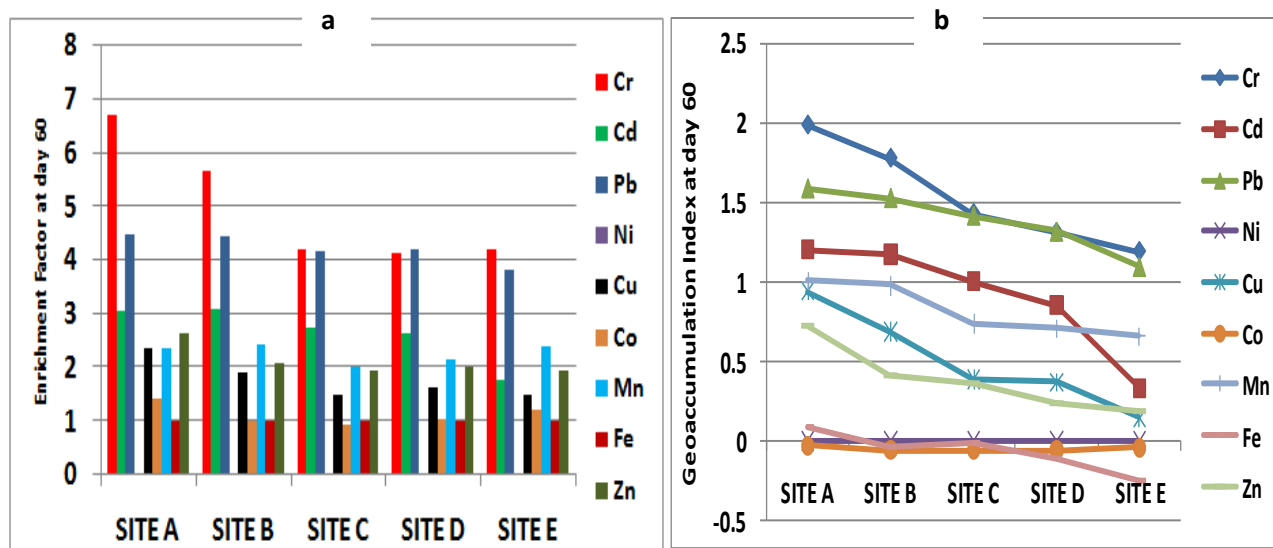 a
Enrichment Factor at day 60
8
7
6
5
4
3
2
1
0
SITE A SITE B SITE C SITE D SITE E
Cr
Cd
Pb
Ni
Cu
Co
Mn
Fe
Zn
b
Geoaccumulation Index at day 60
2.5
2
1.5
1
0.5
0
-0.5
SITE A SITE B SITE C SITE D SITE E
Cr
Cd
Pb
Ni
Cu
Co
Mn
Fe
Zn